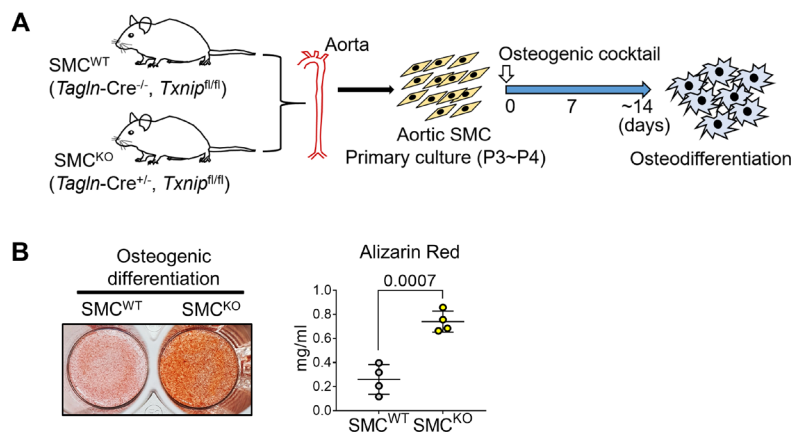 A
SMCWT
(Tagln-Cre-/-, Txnipfl/fl)
SMCKO
(Tagln-Cre+/-, Txnipfl/fl)
Aorta
Aortic SMC
Primary culture (P3~P4)
Osteogenic cocktail
0 7 ~14
(days)
Osteodifferentiation
B
Osteogenic
differentiation
SMCWT SMCKO
Alizarin Red
0.0007
mg/ml
1.0
0.8
0.6
0.4
0.2
0.0
SMCWT SMCKO